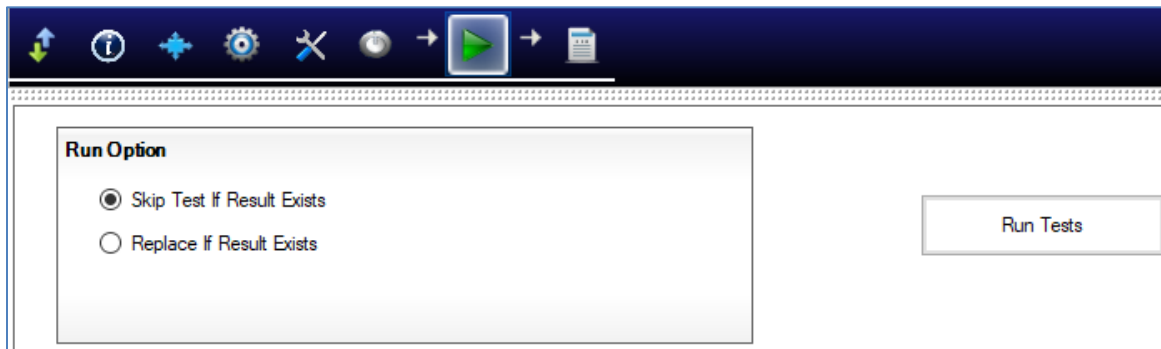 Run Option
Skip Test If Result Exists
Replace If Result Exists
Run Tests